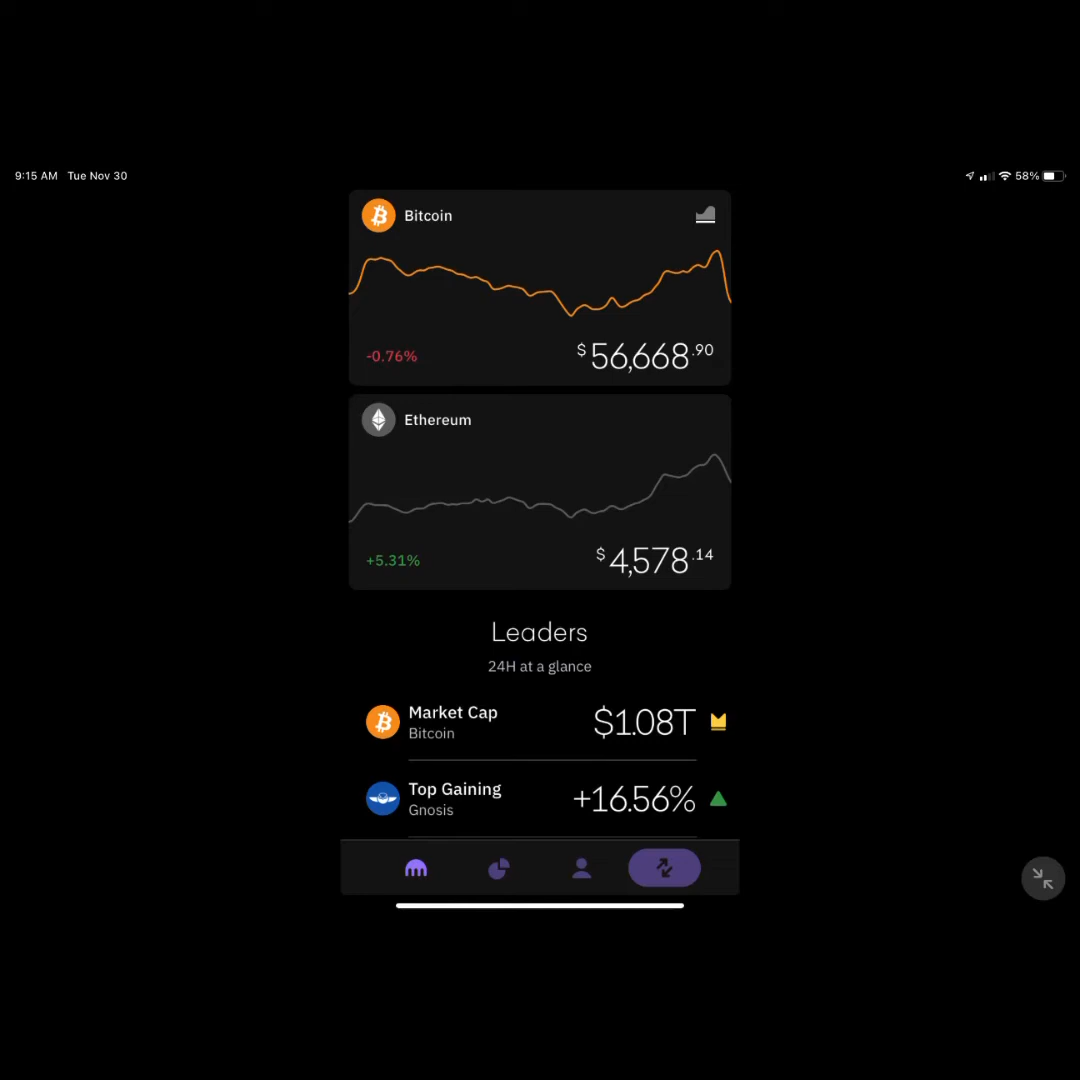 9:15 AM Tue Nov 30 58%
Bitcoin
-0.76% $56,668.90
Ethereum
+5.31% $4,578.14
Leaders
24H at a glance
Market Cap $1.08T
Bitcoin
Top Gaining +16.56%
Gnosis